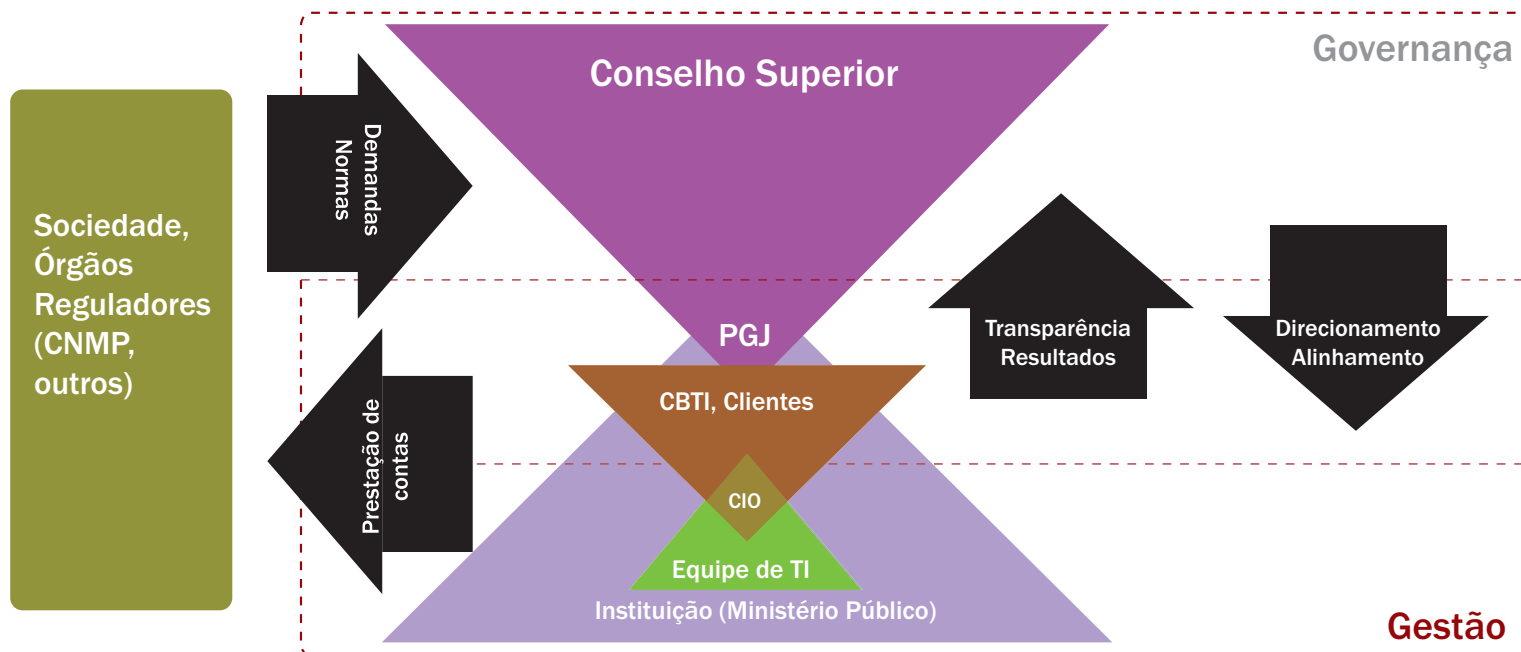 Governança
Conselho Superior
Demandas
Normas
Sociedade,
Órgãos
Reguladores
(CNMP,
outros)
PGJ
Transparência
Resultados
Direcionamento
Alinhamento
CBTI, Clientes
Prestação de
contas
CIO
Equipe de TI
Instituição (Ministério Público)
Gestão